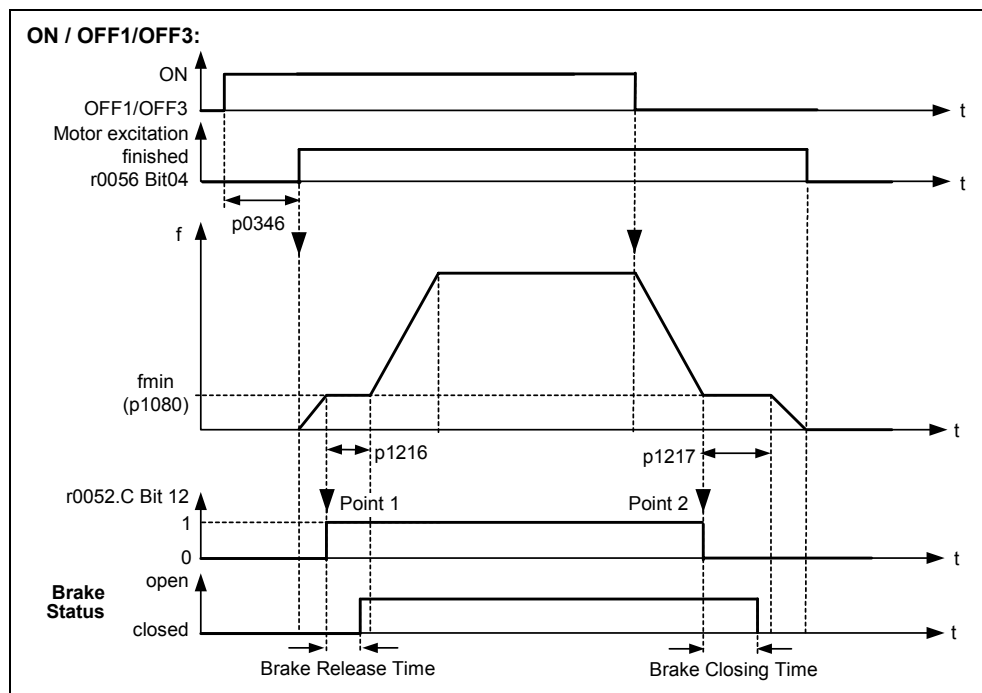 ON / OFF1/OFF3:
ON
OFF1/OFF3
t
Motor excitation
finished
r0056 Bit04
t
p0346
f
fmin
(p1080)
t
p1216
p1217
r0052.C Bit 12
Point 1
Point 2
1
0
t
Brake
Status
open
closed
t
Brake Release Time
Brake Closing Time